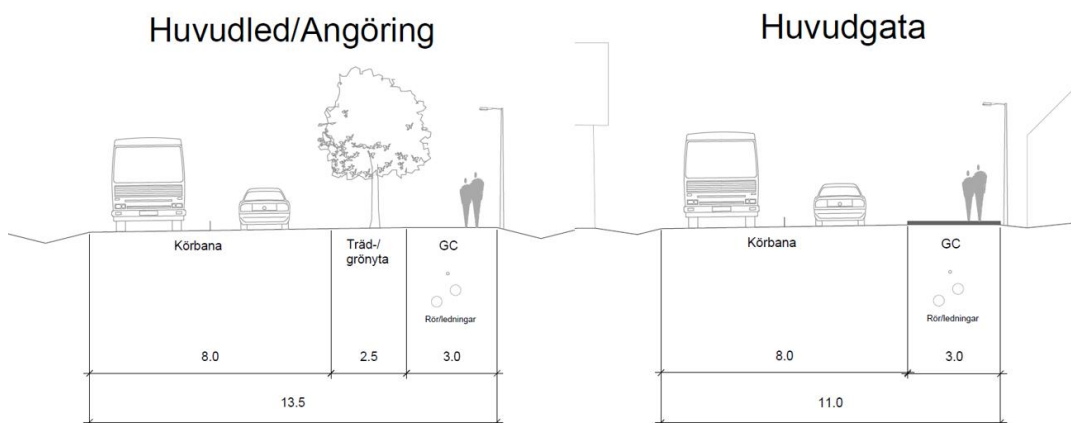 Huvudled/Angöring
Körbana
Träd-/
grönyta
GC
Rör/ledningar
8.0
2.5
3.0
13.5
Huvudgata
Körbana
GC
Rör/ledningar
8.0
3.0
11.0